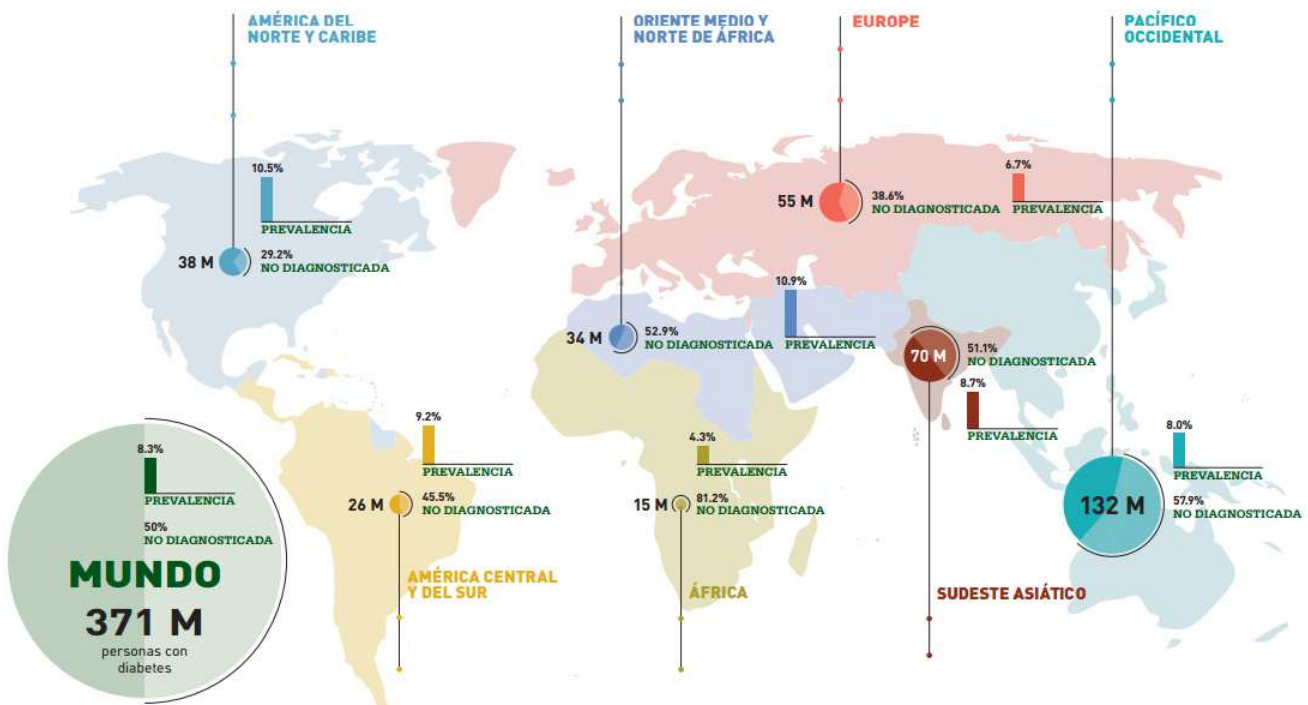 AMÉRICA DEL
NORTE Y CARIBE
10.5%
PREVALENCIA
38 M
29.2%
NO DIAGNOSTICADA
ORIENTE MEDIO Y
NORTE DE ÁFRICA
34 M
52.9%
NO DIAGNOSTICADA
10.9%
PREVALENCIA
EUROPE
55 M
38.6%
NO DIAGNOSTICADA
6.7%
PREVALENCIA
PACÍFICO
OCCIDENTAL
8.0%
PREVALENCIA
132 M
57.9%
NO DIAGNOSTICADA
70 M
51.1%
NO DIAGNOSTICADA
8.7%
PREVALENCIA
SUDESTE ASIÁTICO
9.2%
PREVALENCIA
26 M
45.5%
NO DIAGNOSTICADA
AMÉRICA CENTRAL
Y DEL SUR
4.3%
PREVALENCIA
15 M
81.2%
NO DIAGNOSTICADA
ÁFRICA
8.3%
PREVALENCIA
50%
NO DIAGNOSTICADA
MUNDO
371 M
personas con
diabetes